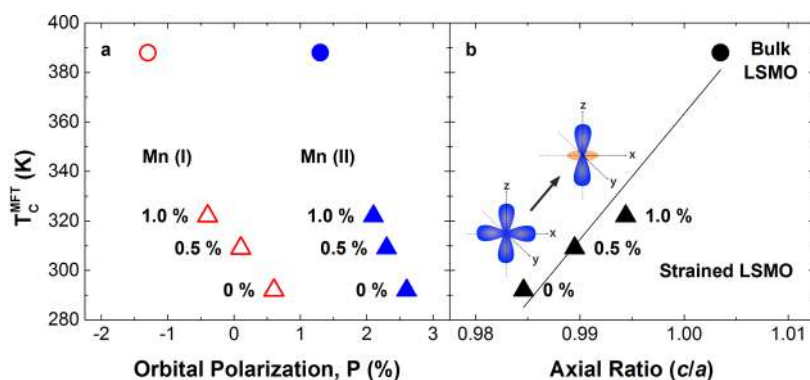 400
380
360
340
320
300
280
T_C^MFT (K)
a
Mn (I)
Mn (II)
1.0 %
0.5 %
0 %
1.0 %
0.5 %
0 %
-2 -1 0 1 2 3
Orbital Polarization, P (%)
b
Bulk
LSMO
z
x
y
z
x
y
1.0 %
0.5 %
0 %
Strained LSMO
0.98 0.99 1.00 1.01
Axial Ratio (c/a)